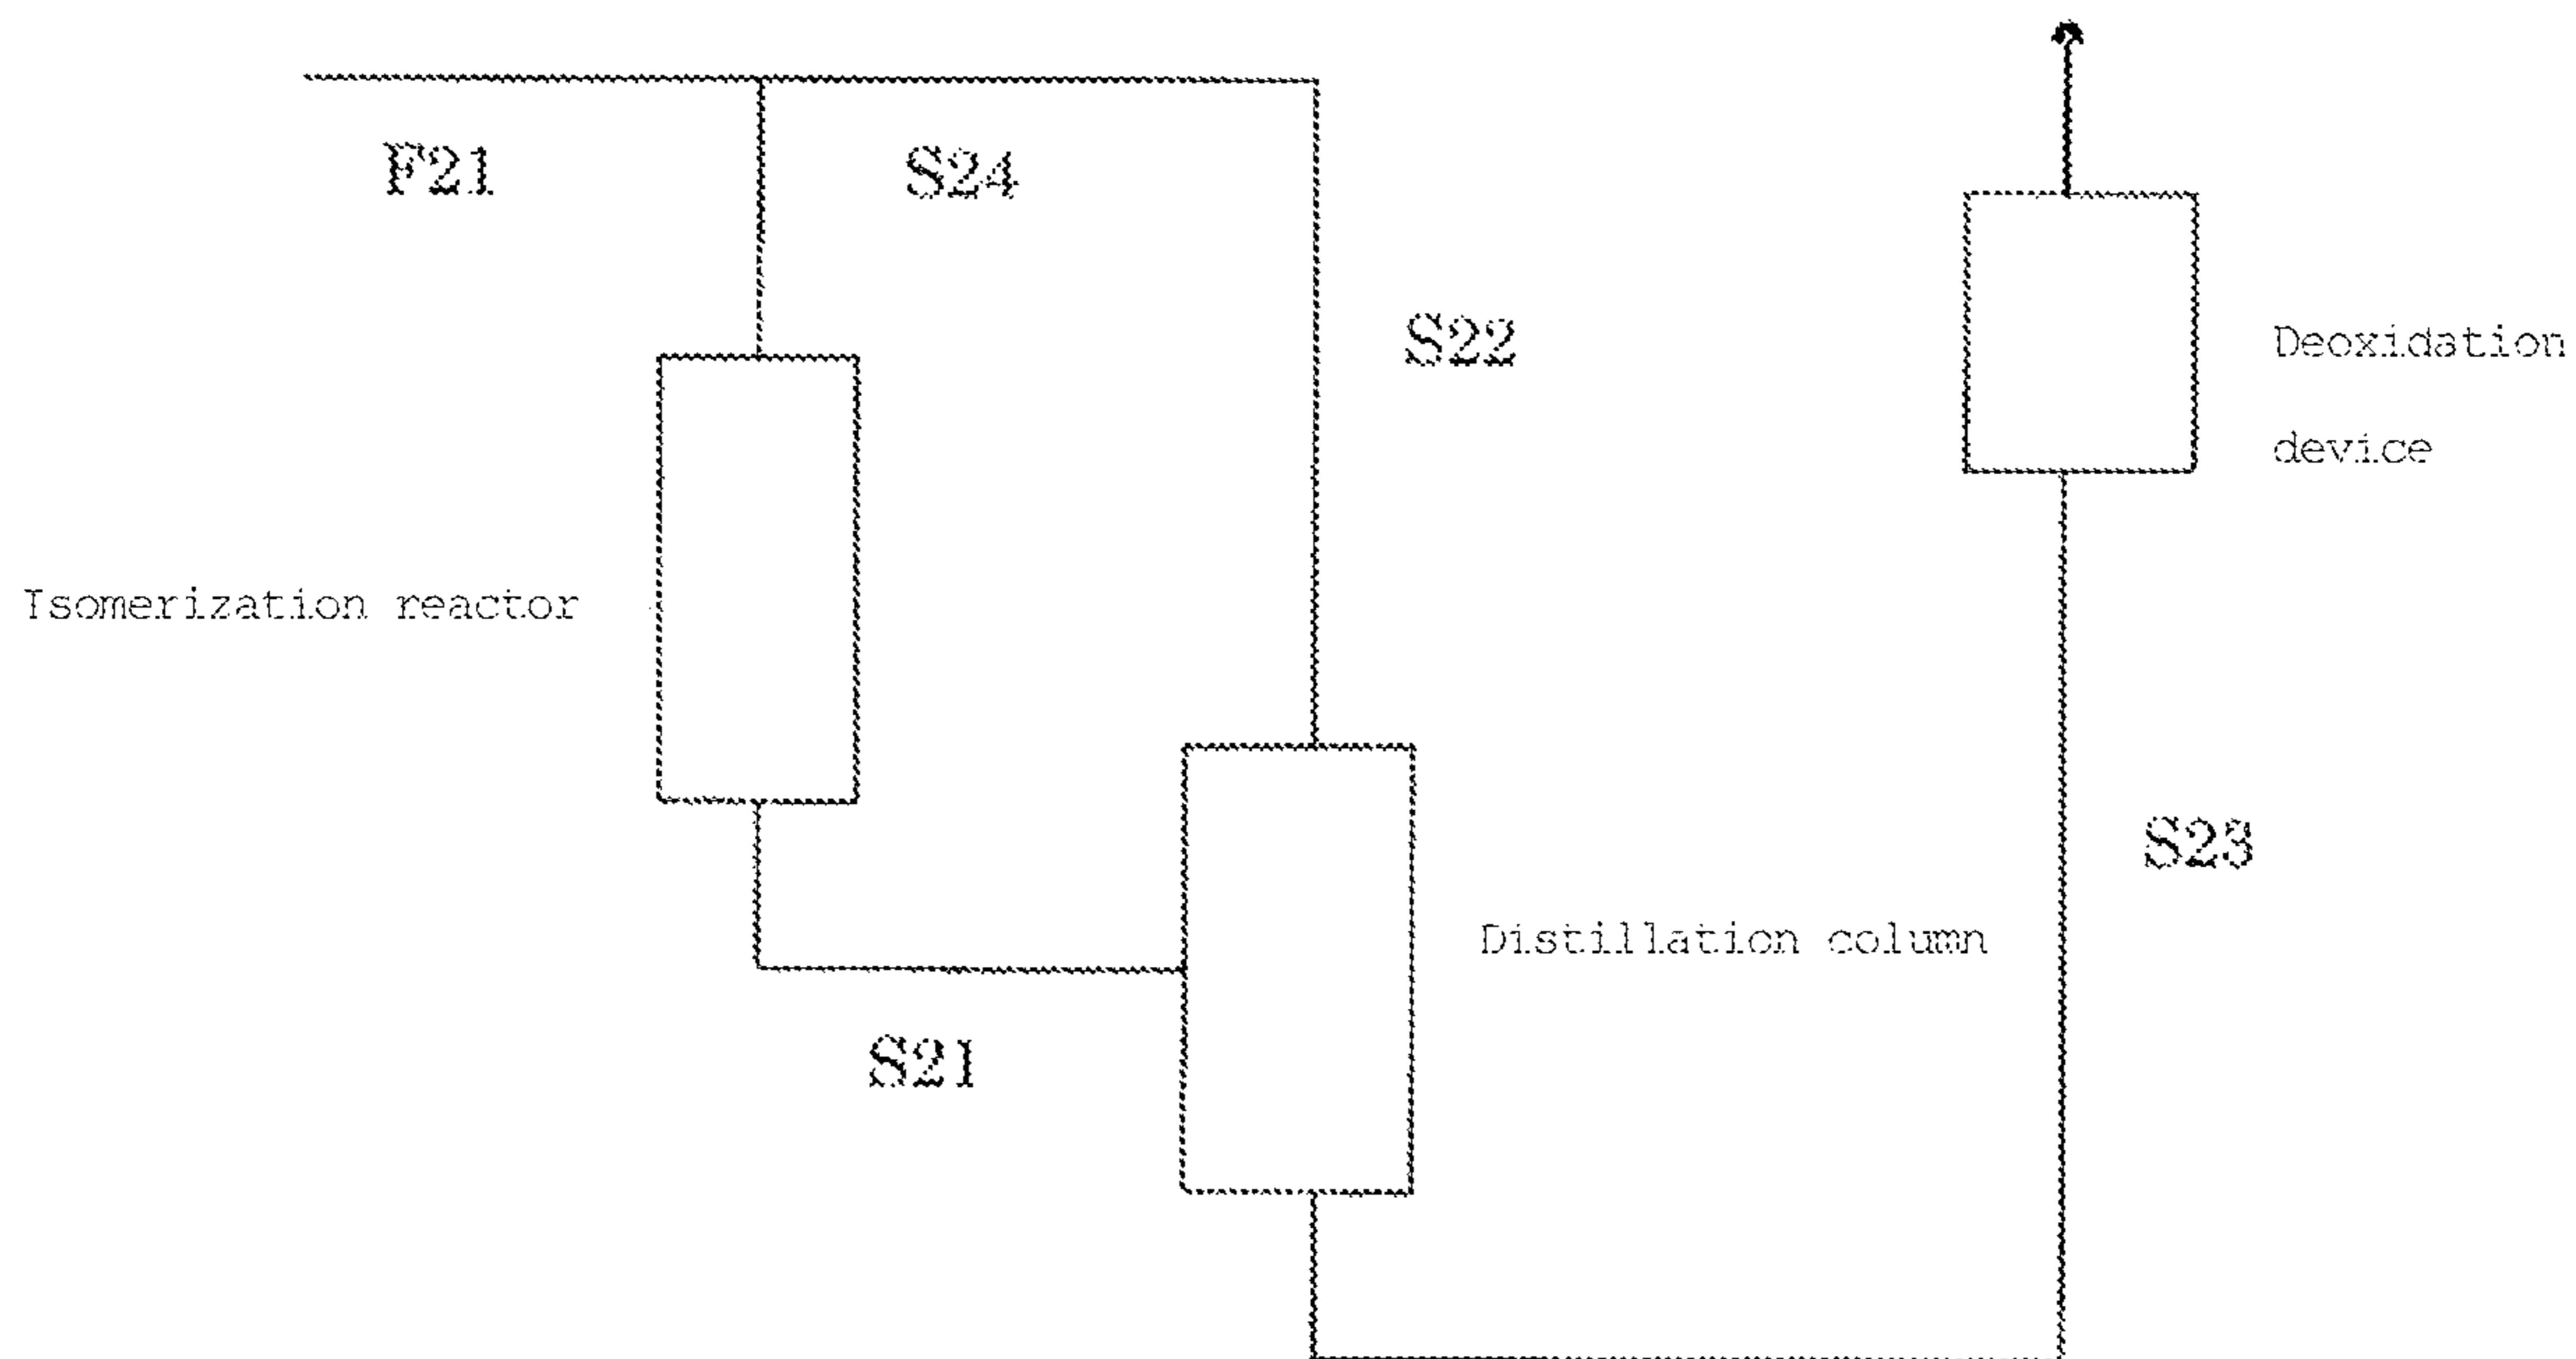 F21
S24
S22
Deoxidation
device
Isomerization reactor
S23
Distillation column
S21